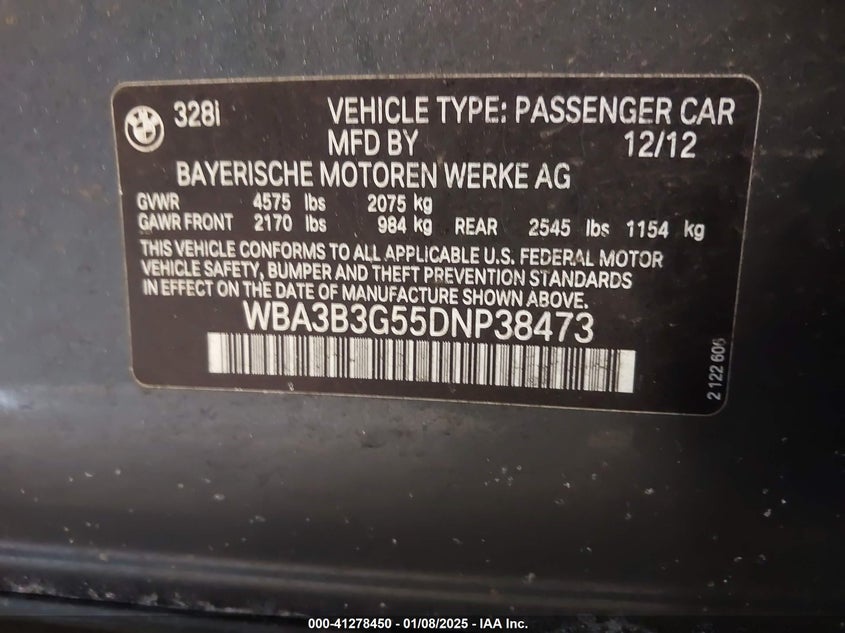 328i VEHICLE TYPE: PASSENGER CAR
MFD BY 12/12
BAYERISCHE MOTOREN WERKE AG
GVWR 4575 lbs 2075 kg
GAWR FRONT 2170 lbs 984 kg REAR 2545 lbs 1154 kg
THIS VEHICLE CONFORMS TO ALL APPLICABLE U.S. FEDERAL MOTOR
VEHICLE SAFETY, BUMPER AND THEFT PREVENTION STANDARDS
IN EFFECT ON THE DATE OF MANUFACTURE SHOWN ABOVE.
WBA3B3G55DNP38473
2 122 606
000-41278450 - 01/08/2025 - IAA Inc.